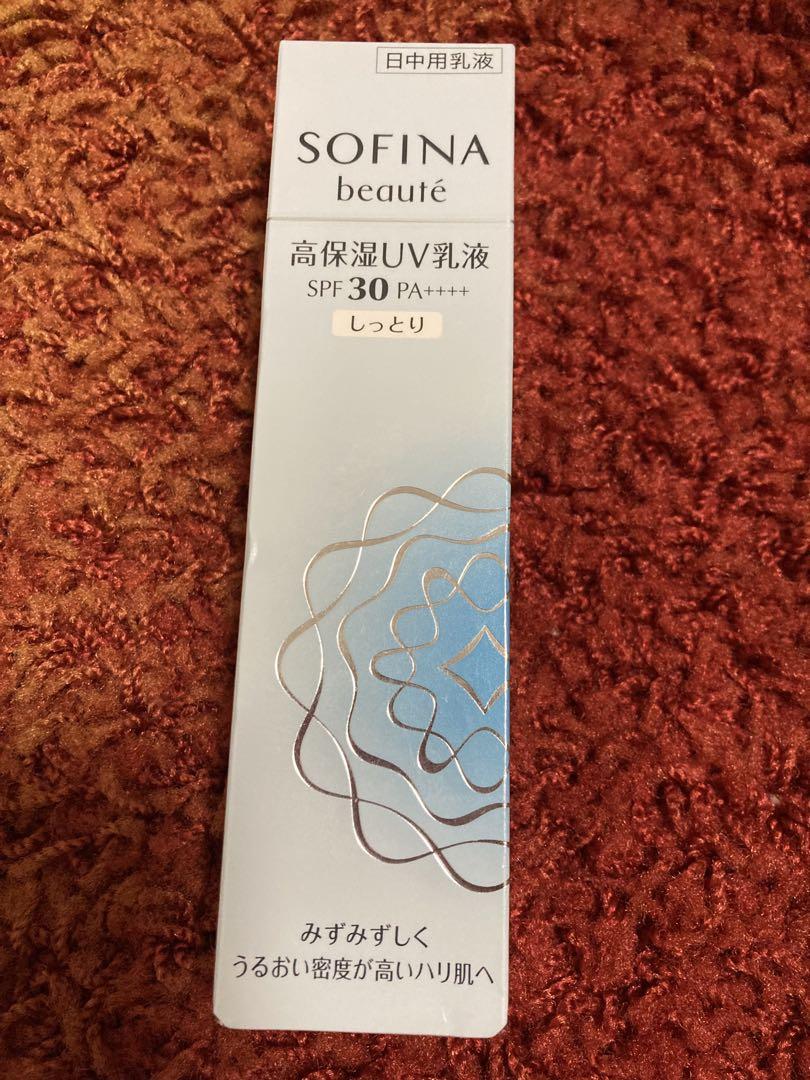 日中用乳液
SOFINA
beauté
高保湿UV乳液
SPF 30 PA++++
しっとり
みずみずしく
うるおい密度が高いハリ肌へ